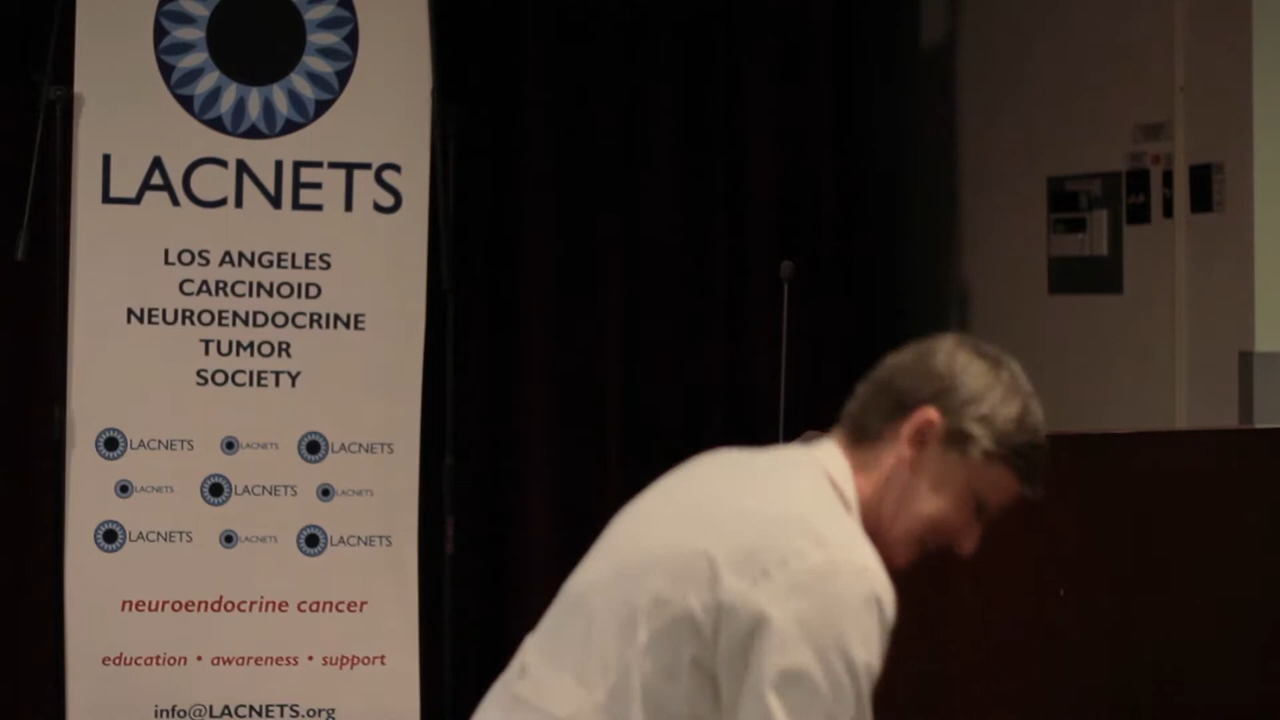 LACNETS
LOS ANGELES
CARCINOID
NEUROENDOCRINE
TUMOR
SOCIETY
LACNETS LACNETS LACNETS
LACNETS LACNETS LACNETS
LACNETS LACNETS LACNETS
neuroendocrine cancer
education • awareness • support
info@LACNETS.org